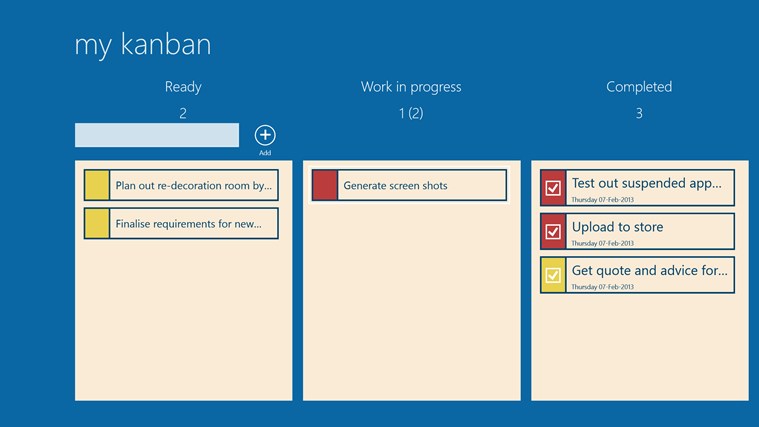 my kanban
Ready
2
Add
Plan out re-decoration room by...
Finalise requirements for new...
Work in progress
1 (2)
Generate screen shots
Completed
3
Test out suspended app...
Thursday 07-Feb-2013
Upload to store
Thursday 07-Feb-2013
Get quote and advice for...
Thursday 07-Feb-2013